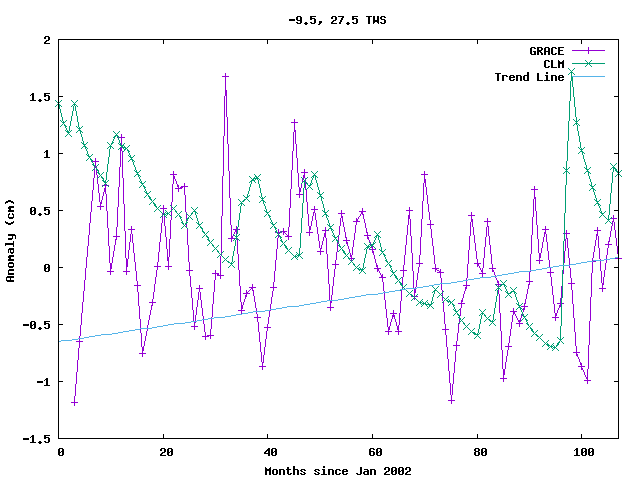 -9.5, 27.5 TWS
GRACE
CLM
Trend Line
2
1.5
1
0.5
0
-0.5
-1
-1.5
Anomaly (cm)
0 20 40 60 80 100
Months since Jan 2002